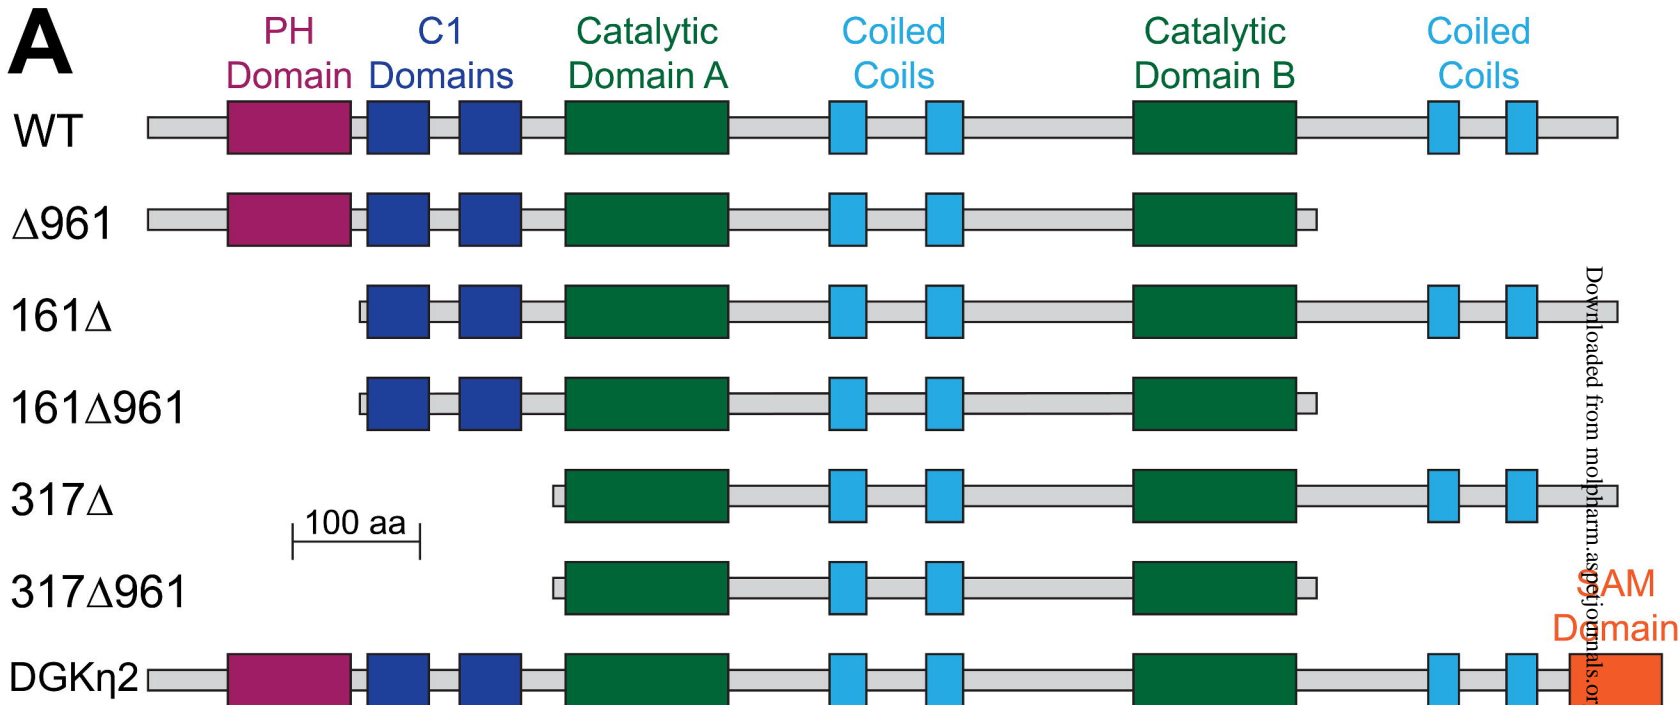 A
PH Domain
C1 Domains
Catalytic Domain A
Coiled Coils
Catalytic Domain B
Coiled Coils
WT
Δ961
161Δ
161Δ961
317Δ
100 aa
317Δ961
SAM Domain
DGKη2
Downloaded from molpharm.aspetjournals.or